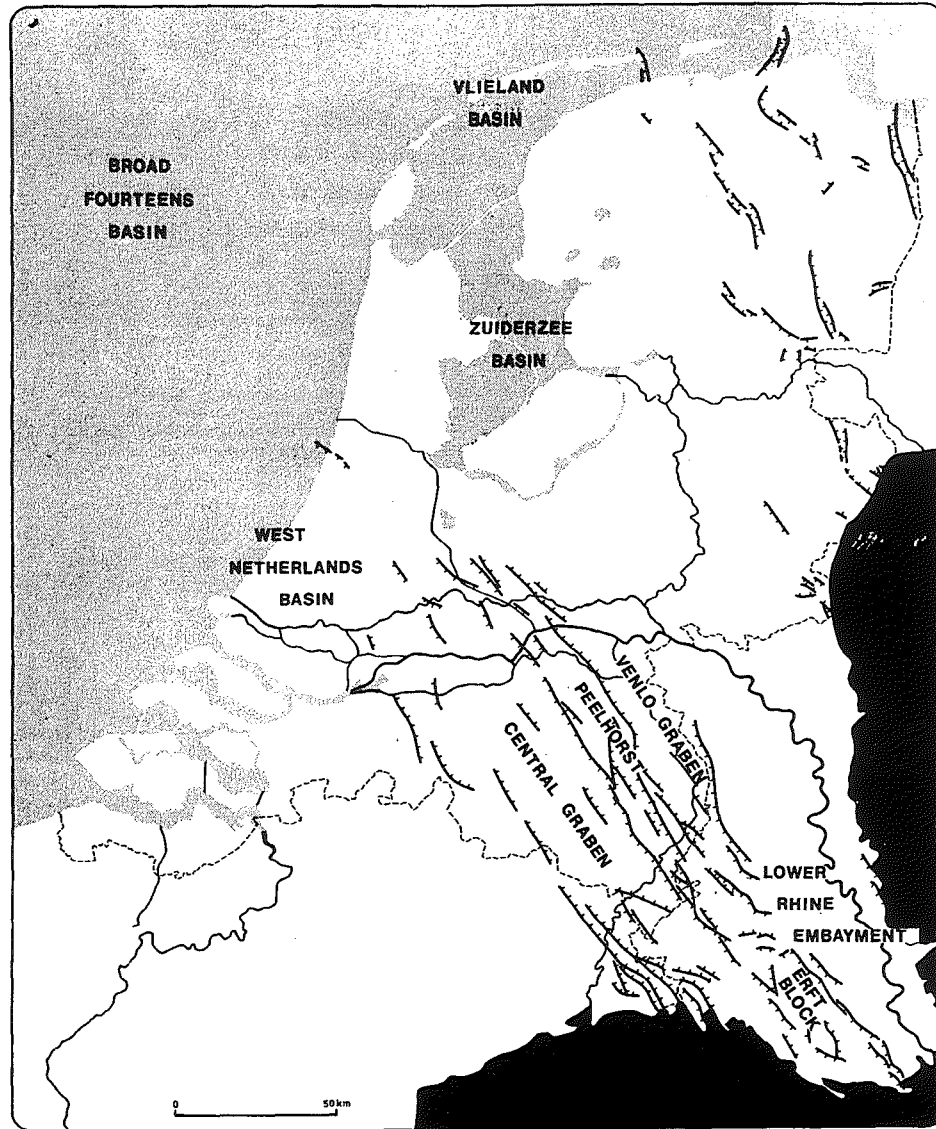 VLIELAND
BASIN
BROAD
FOURTEENS
BASIN
ZUIDERZEE
BASIN
WEST
NETHERLANDS
BASIN
VENLO GRABEN
PEELHORST
CENTRAL GRABEN
LOWER
RHINE
EMBAYMENT
ERFT
BLOCK
0 50km